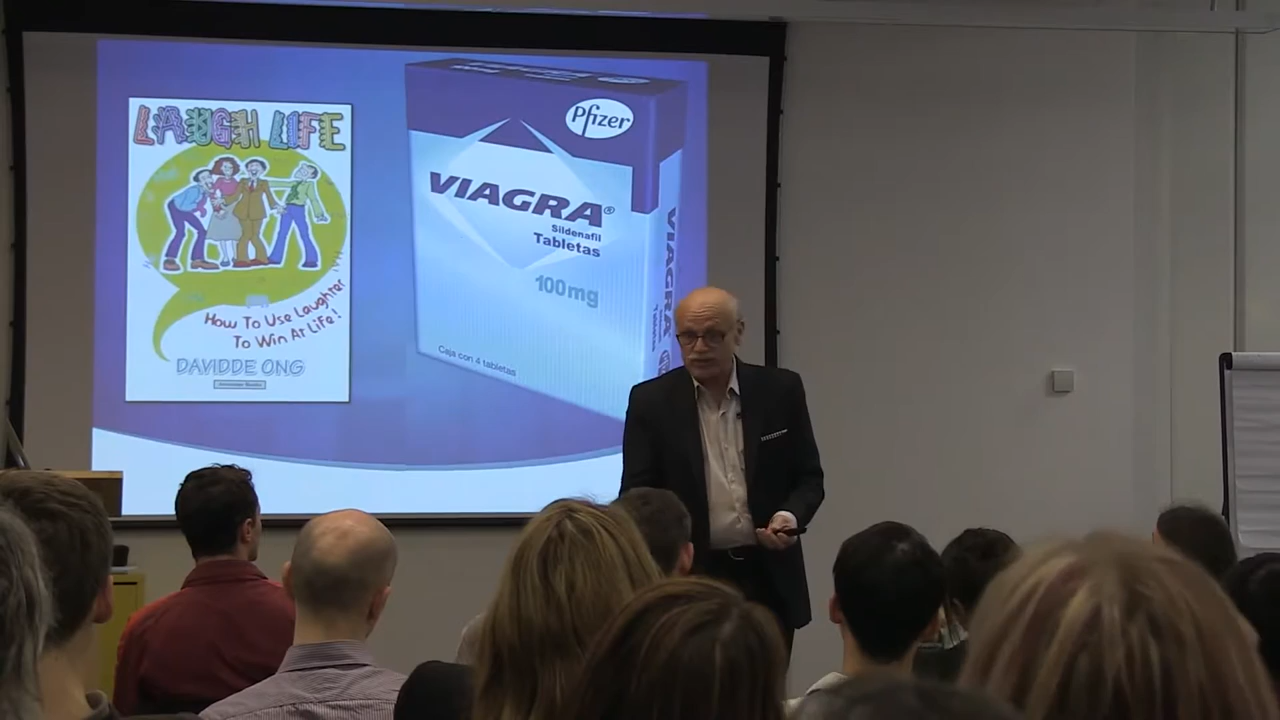 LAUGH LIFE
How To Use Laughter
To Win At Life!
DAVIDDE ONG
Pfizer
VIAGRA®
Sildenafil
Tabletas
100mg
Caja con 4 tabletas
VIAGRA
Tabletas